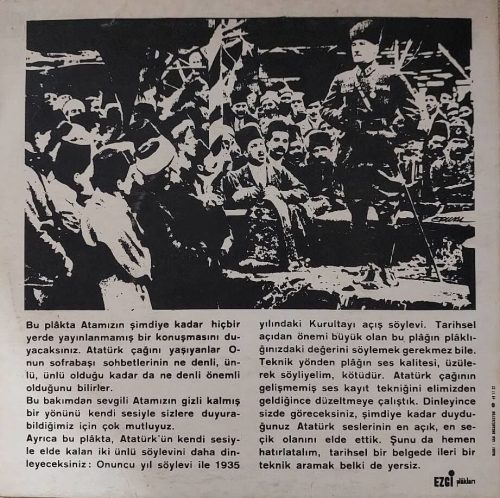 Bu plâkta Atamızın şimdiye kadar hiçbir
yerde yayınlanmamış bir konuşmasını du-
yacaksınız. Atatürk çağını yaşıyanlar O-
nun sofrabaşı sohbetlerinin ne denli, ün-
lü, ünlü olduğu kadar da ne denli önemli
olduğunu bilirler.
Bu bakımdan sevgili Atamızın gizli kalmış
bir yönünü kendi sesiyle sizlere duyura-
bildiğimiz için çok mutluyuz.
Ayrıca bu plâkta, Atatürk'ün kendi sesiy-
le elde kalan iki ünlü söylevini daha din-
leyeceksiniz: Onuncu yıl söylevi ile 1935
yılındaki Kurultayı açış söylevi. Tarihsel
açıdan önemi büyük olan bu plâğın plâklı-
ğınızdaki değerini söylemek gerekmez bile.
Teknik yönden plâğın ses kalitesi, üzüle-
rek söyliyelim, kötüdür. Atatürk çağının
gelişmemiş ses kayıt tekniğini elimizden
geldiğince düzeltmeye çalıştık. Dinleyince
sizde göreceksiniz, şimdiye kadar duydu-
ğunuz Atatürk seslerinin en açık, en se-
çik olanını elde ettik. Şunu da hemen
hatırlatalım, tarihsel bir belgede ileri bir
teknik aramak belki de yersiz.
EZGİ plâkları